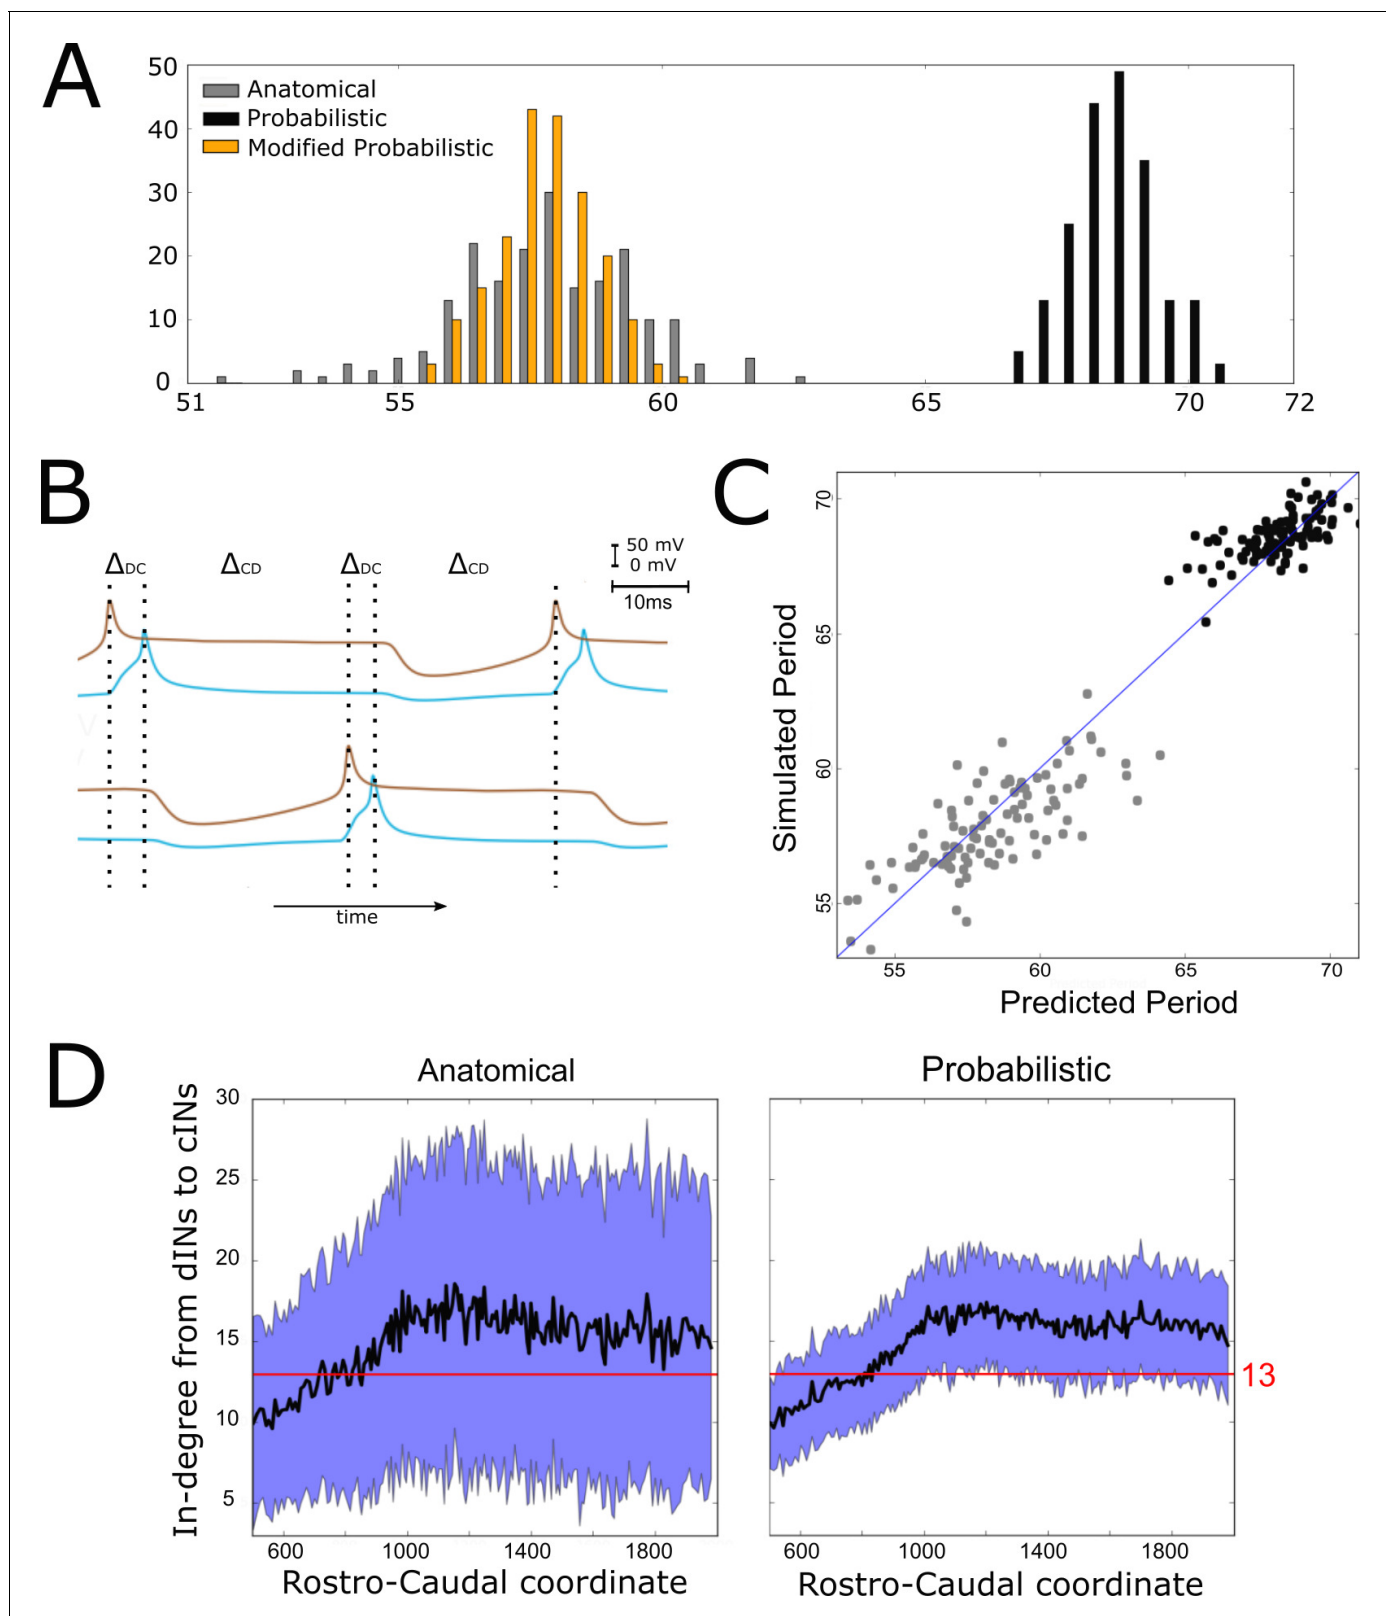 A
50
40
30
20
10
0
Anatomical
Probabilistic
Modified Probabilistic
51 55 60 65 70 72
B
ΔDC ΔCD ΔDC ΔCD
50 mV
0 mV
10ms
time
C
Simulated Period
70
65
60
55
55 60 65 70
Predicted Period
D
Anatomical
In-degree from dINs to cINs
30
25
20
15
10
5
600 1000 1400 1800
Rostro-Caudal coordinate
Probabilistic
13
600 1000 1400 1800
Rostro-Caudal coordinate